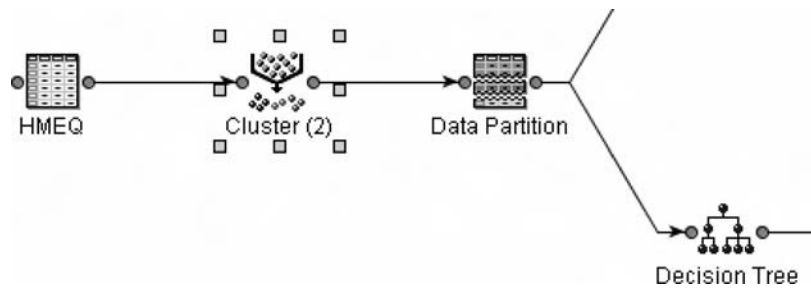 HMEQ
Cluster (2)
Data Partition
Decision Tree